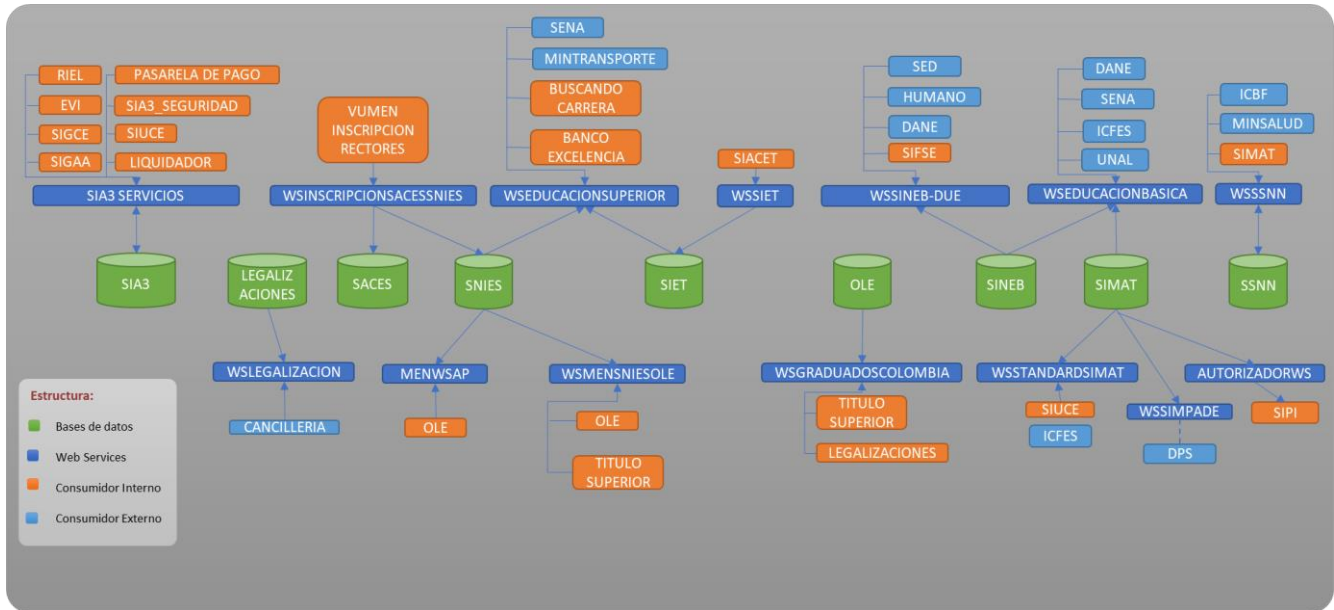 SENA
MINTRANSPORTE
BUSCANDO
CARRERA
BANCO
EXCELENCIA
RIEL
PASARELA DE PAGO
EVI
SIA3_SEGURIDAD
SIGCE
SIUCE
SIGAA
LIQUIDADOR
VUMEN
INSCRIPCION
RECTORES
SIACET
SED
HUMANO
DANE
SIFSE
DANE
SENA
ICFES
UNAL
ICBF
MINSALUD
SIMAT
SIA3 SERVICIOS
WSINSCRIPCIONSACESSNIES
WSEDUCACIONSUPERIOR
WSSIET
WSSINEB-DUE
WSEDUCACIONBASICA
WSSSNN
SIA3
LEGALIZ
ACIONES
SACES
SNIES
SIET
OLE
SINEB
SIMAT
SSNN
WSLEGALIZACION
MENWSAP
WSMENSNIESOLE
WSGRADUADOSCOLOMBIA
WSSTANDARDSIMAT
AUTORIZADORWS
CANCILLERIA
OLE
OLE
TITULO
SUPERIOR
TITULO
SUPERIOR
LEGALIZACIONES
SIUCE
ICFES
WSSIMPADE
DPS
SIPI
Estructura:
Bases de datos
Web Services
Consumidor Interno
Consumidor Externo